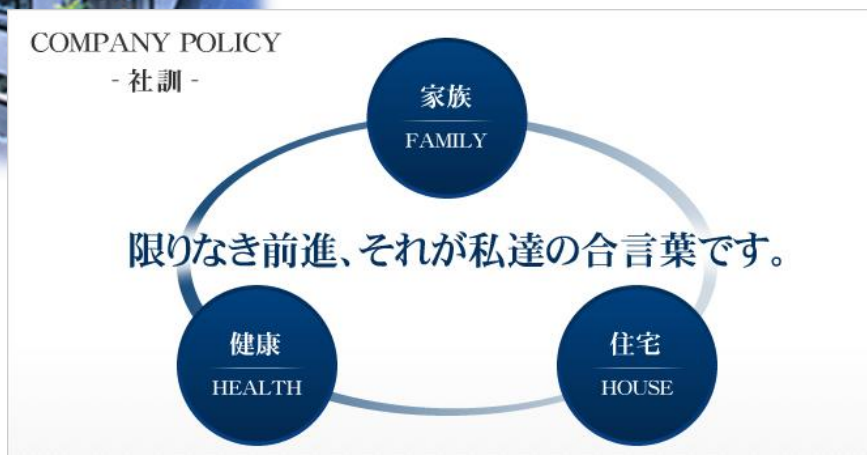 COMPANY POLICY
- 社訓 -
家族
FAMILY
限りなき前進、それが私達の合言葉です。
健康
HEALTH
住宅
HOUSE